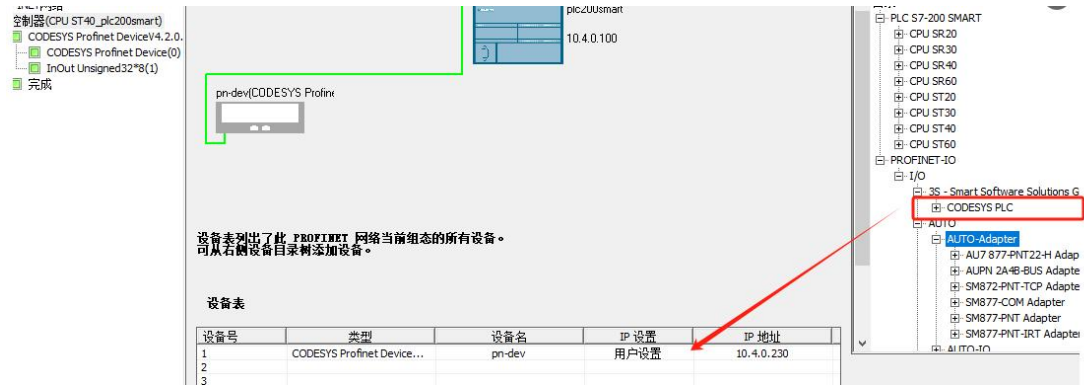 控制器(CPU ST40_plc200smart)
CODESYS Profinet DeviceV4.2.0.
CODESYS Profinet Device(0)
InOut Unsigned32*8(1)
完成
plc200smart
10.4.0.100
pn-dev(CODESYS Profine
设备表列出了此 PROFINET 网络当前组态的所有设备。
可从右侧设备目录树添加设备。
设备表
设备号 类型 设备名 IP 设置 IP 地址
1 CODESYS Profinet Device... pn-dev 用户设置 10.4.0.230
2
3
PLC S7-200 SMART
CPU SR20
CPU SR30
CPU SR40
CPU SR60
CPU ST20
CPU ST30
CPU ST40
CPU ST60
PROFINET-IO
I/O
3S - Smart Software Solutions G
CODESYS PLC
AUTO
AUTO-Adapter
AU7 877-PNT22-H Adap
AUPN 2A4B-BUS Adapte
SM872-PNT-TCP Adapte
SM877-COM Adapter
SM877-PNT Adapter
SM877-PNT-IRT Adapter
AUTO-IO